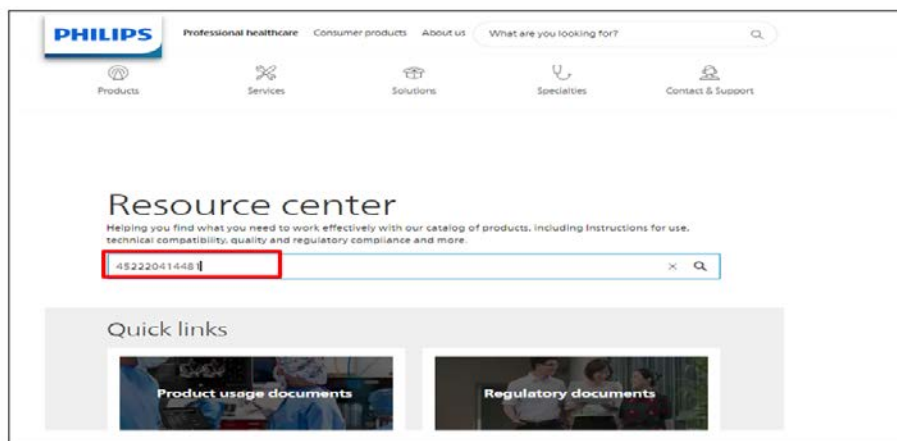 PHILIPS
Professional healthcare Consumer products About us What are you looking for?
Products Services Solutions Specialties Contact & Support
Resource center
Helping you find what you need to work effectively with our catalog of products, including Instructions for use,
technical compatibility, quality and regulatory compliance and more.
452220414481
Quick links
Product usage documents Regulatory documents